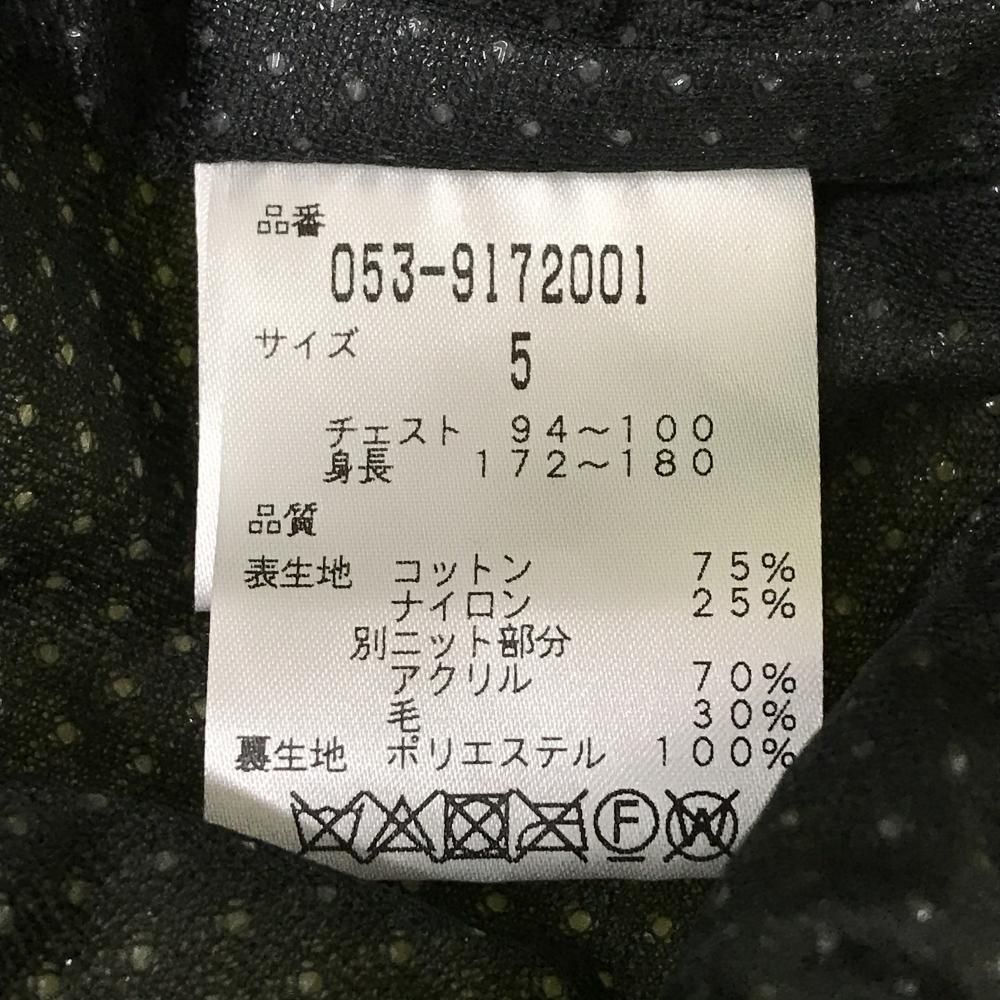 品番
053-9172001
サイズ 5
チェスト 94～100
身長 172～180
品質
表生地 コットン 75%
ナイロン 25%
別ニット部分
アクリル 70%
毛 30%
裏生地 ポリエステル 100%
F W